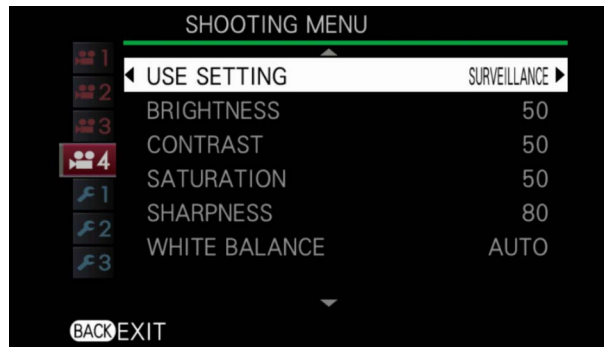 SHOOTING MENU
1
2
3
4
1
2
3
USE SETTING SURVEILLANCE
BRIGHTNESS 50
CONTRAST 50
SATURATION 50
SHARPNESS 80
WHITE BALANCE AUTO
BACK EXIT